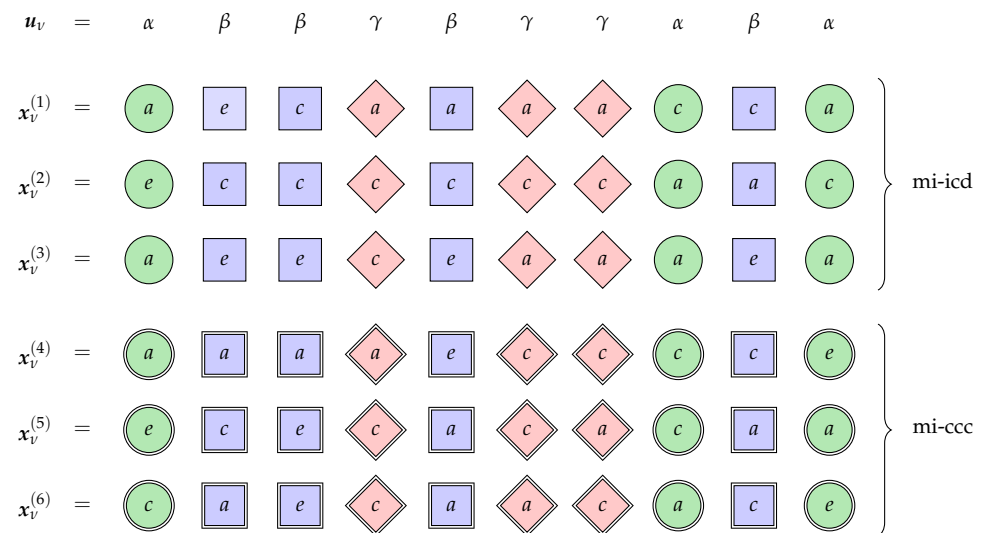 u_ν = α β β γ β γ γ α β α
x_ν^(1) = a e c a a a a c c a
x_ν^(2) = e c c c c c c a a c
mi-icd
x_ν^(3) = a e e c e a a a e a
x_ν^(4) = a a a a e c c c c e
x_ν^(5) = e c e c a c a c a a
mi-ccc
x_ν^(6) = c a e c a a c a c e